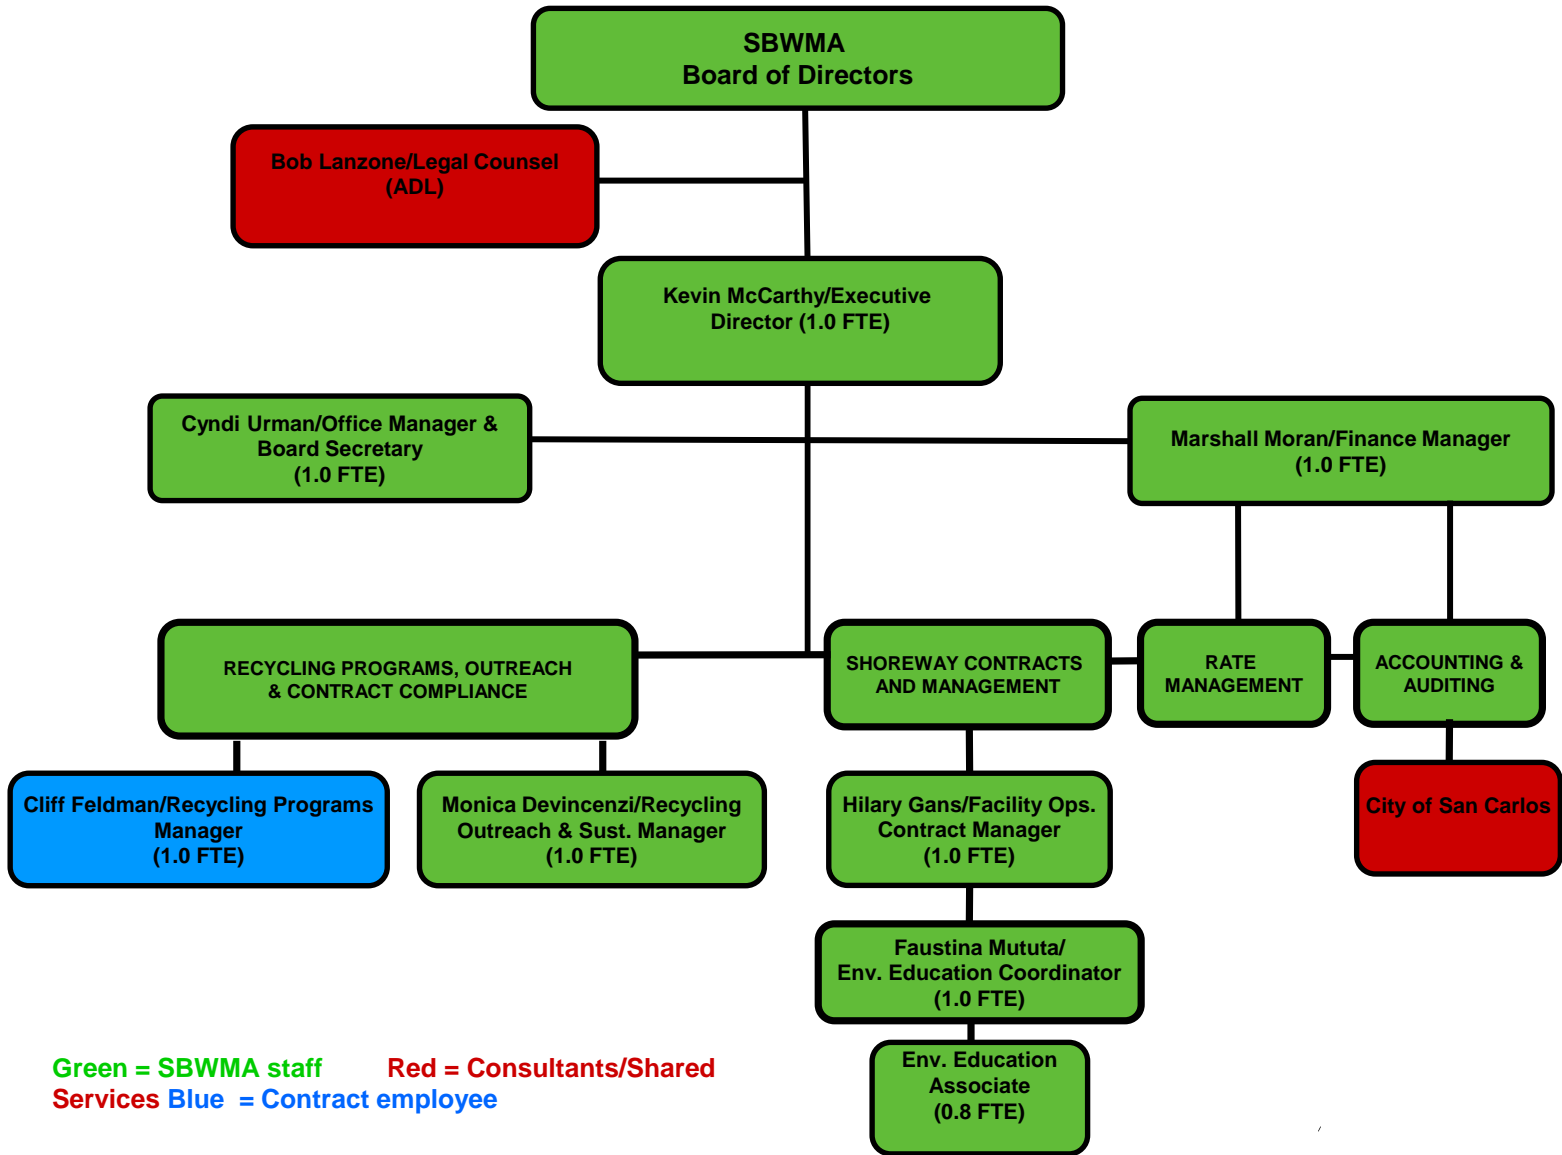 SBWMA
Board of Directors
Bob Lanzone/Legal Counsel
(ADL)
Kevin McCarthy/Executive
Director (1.0 FTE)
Cyndi Urman/Office Manager &
Board Secretary
(1.0 FTE)
Marshall Moran/Finance Manager
(1.0 FTE)
RECYCLING PROGRAMS, OUTREACH
& CONTRACT COMPLIANCE
SHOREWAY CONTRACTS
AND MANAGEMENT
RATE
MANAGEMENT
ACCOUNTING &
AUDITING
Cliff Feldman/Recycling Programs
Manager
(1.0 FTE)
Monica Devincenzi/Recycling
Outreach & Sust. Manager
(1.0 FTE)
Hilary Gans/Facility Ops.
Contract Manager
(1.0 FTE)
City of San Carlos
Faustina Mututa/
Env. Education Coordinator
(1.0 FTE)
Env. Education
Associate
(0.8 FTE)
Green = SBWMA staff Red = Consultants/Shared
Services Blue = Contract employee